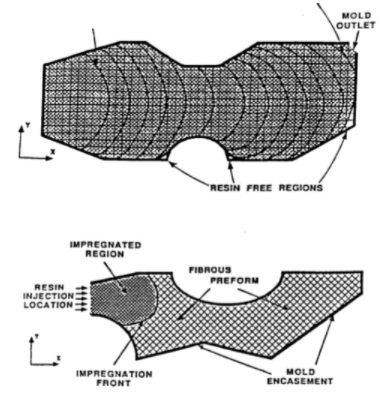 MOLD
OUTLET
Y
X
RESIN FREE REGIONS
IMPREGNATED
REGION
FIBROUS
PREFORM
RESIN
INJECTION
LOCATION
Y
X
IMPREGNATION
FRONT
MOLD
ENCASEMENT